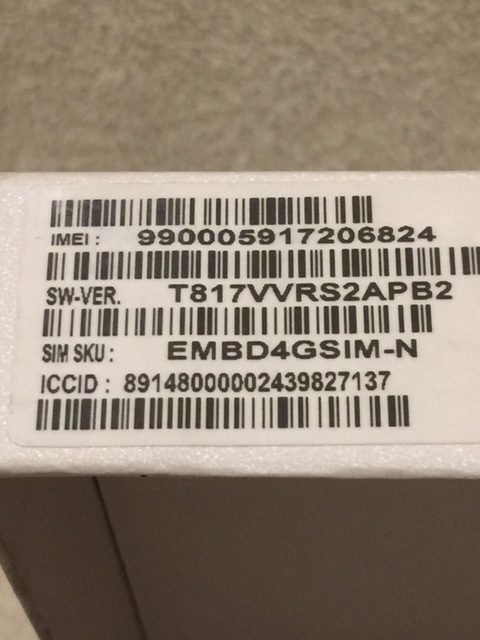 IMEI : 990005917206824
SW-VER. T817VVRS2APB2
SIM SKU : EMBD4GSIM-N
ICCID : 89148000002439827137